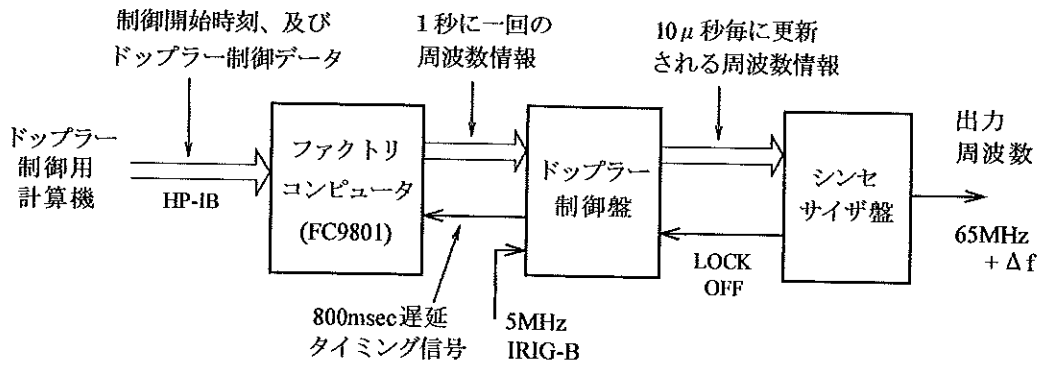 制御開始時刻、及び
ドップラー制御データ
1秒に一回の
周波数情報
10μ秒毎に更新
される周波数情報
ドップラー
制御用
計算機
HP-IB
ファクトリ
コンピュータ
(FC9801)
ドップラー
制御盤
シンセ
サイザ盤
出力
周波数
65MHz
+Δf
LOCK
OFF
800msec遅延
タイミング信号
5MHz
IRIG-B